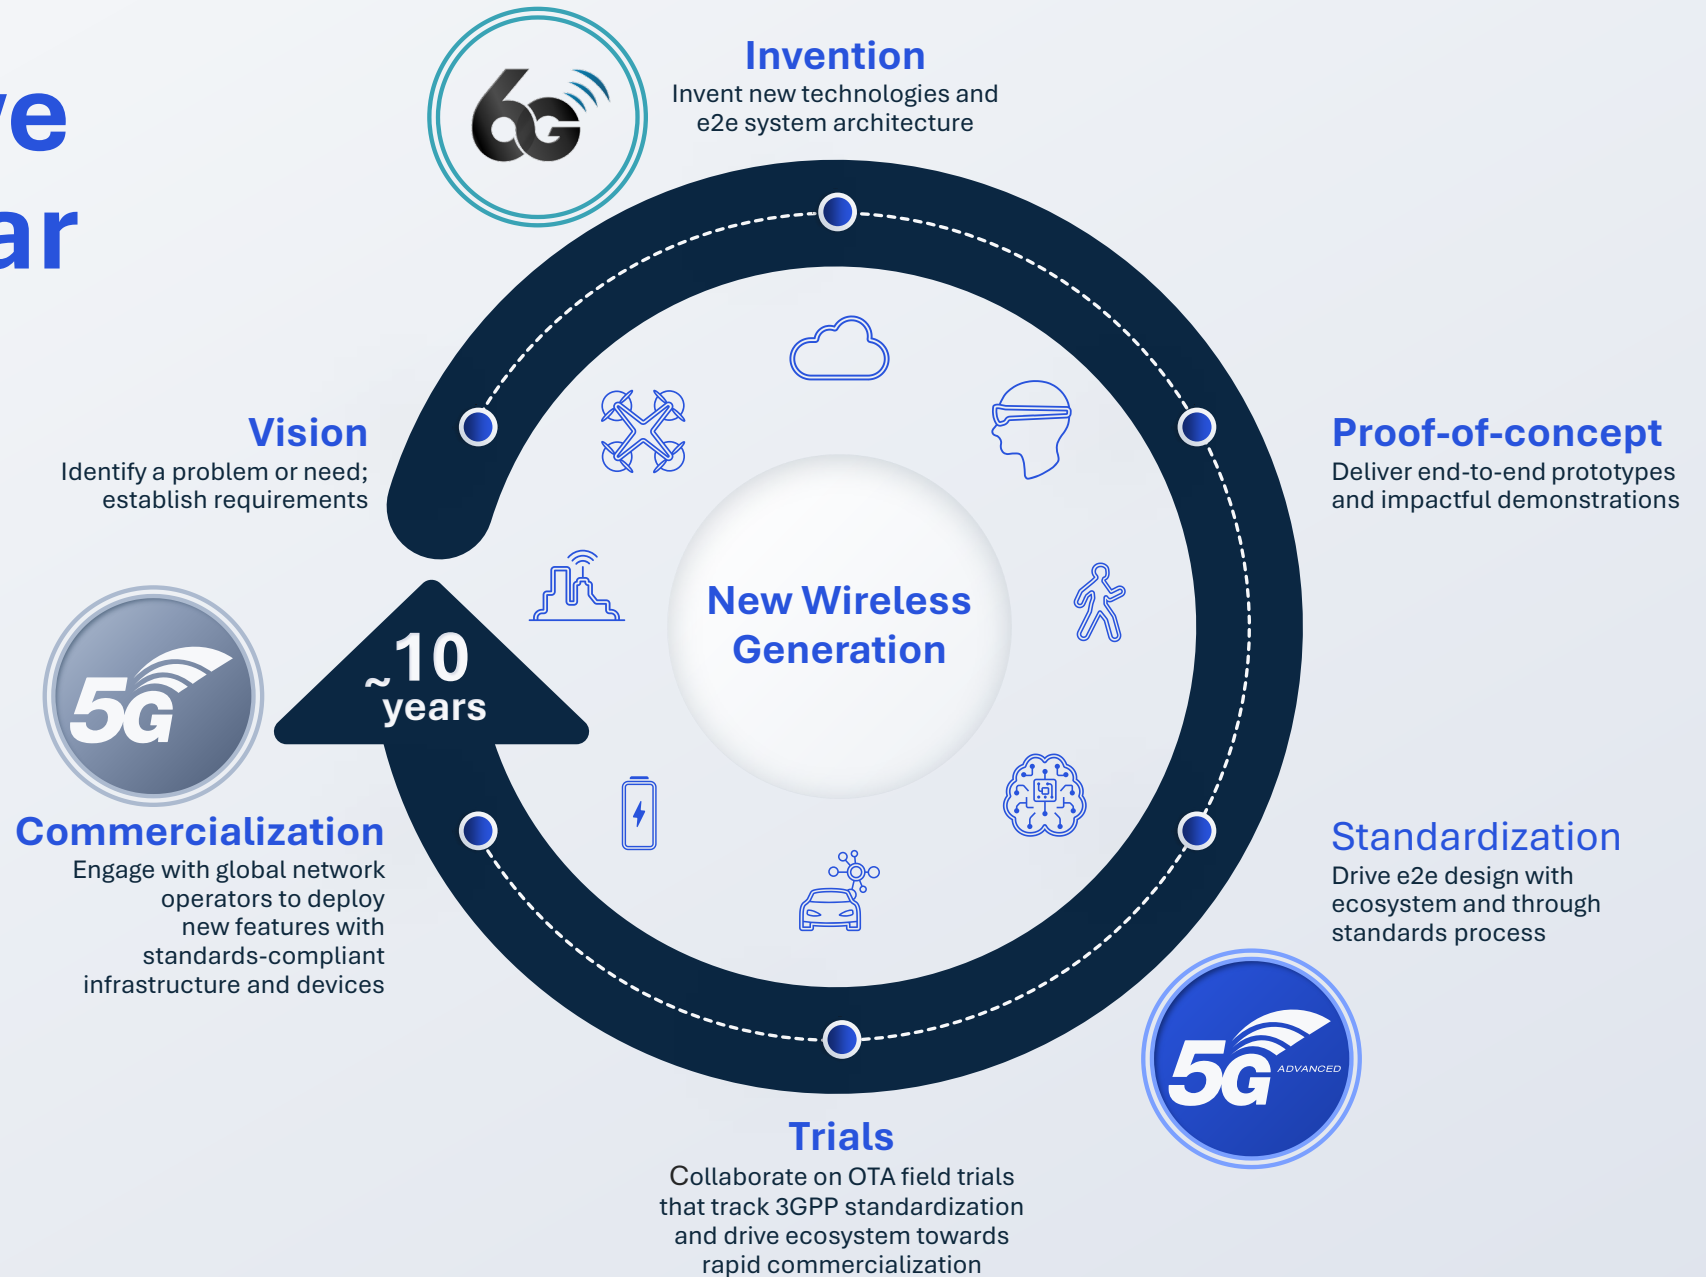 6G
Invention
Invent new technologies and
e2e system architecture
Vision
Identify a problem or need;
establish requirements
Proof-of-concept
Deliver end-to-end prototypes
and impactful demonstrations
New Wireless
Generation
~10
years
5G
Commercialization
Engage with global network
operators to deploy
new features with
standards-compliant
infrastructure and devices
Standardization
Drive e2e design with
ecosystem and through
standards process
5G ADVANCED
Trials
Collaborate on OTA field trials
that track 3GPP standardization
and drive ecosystem towards
rapid commercialization